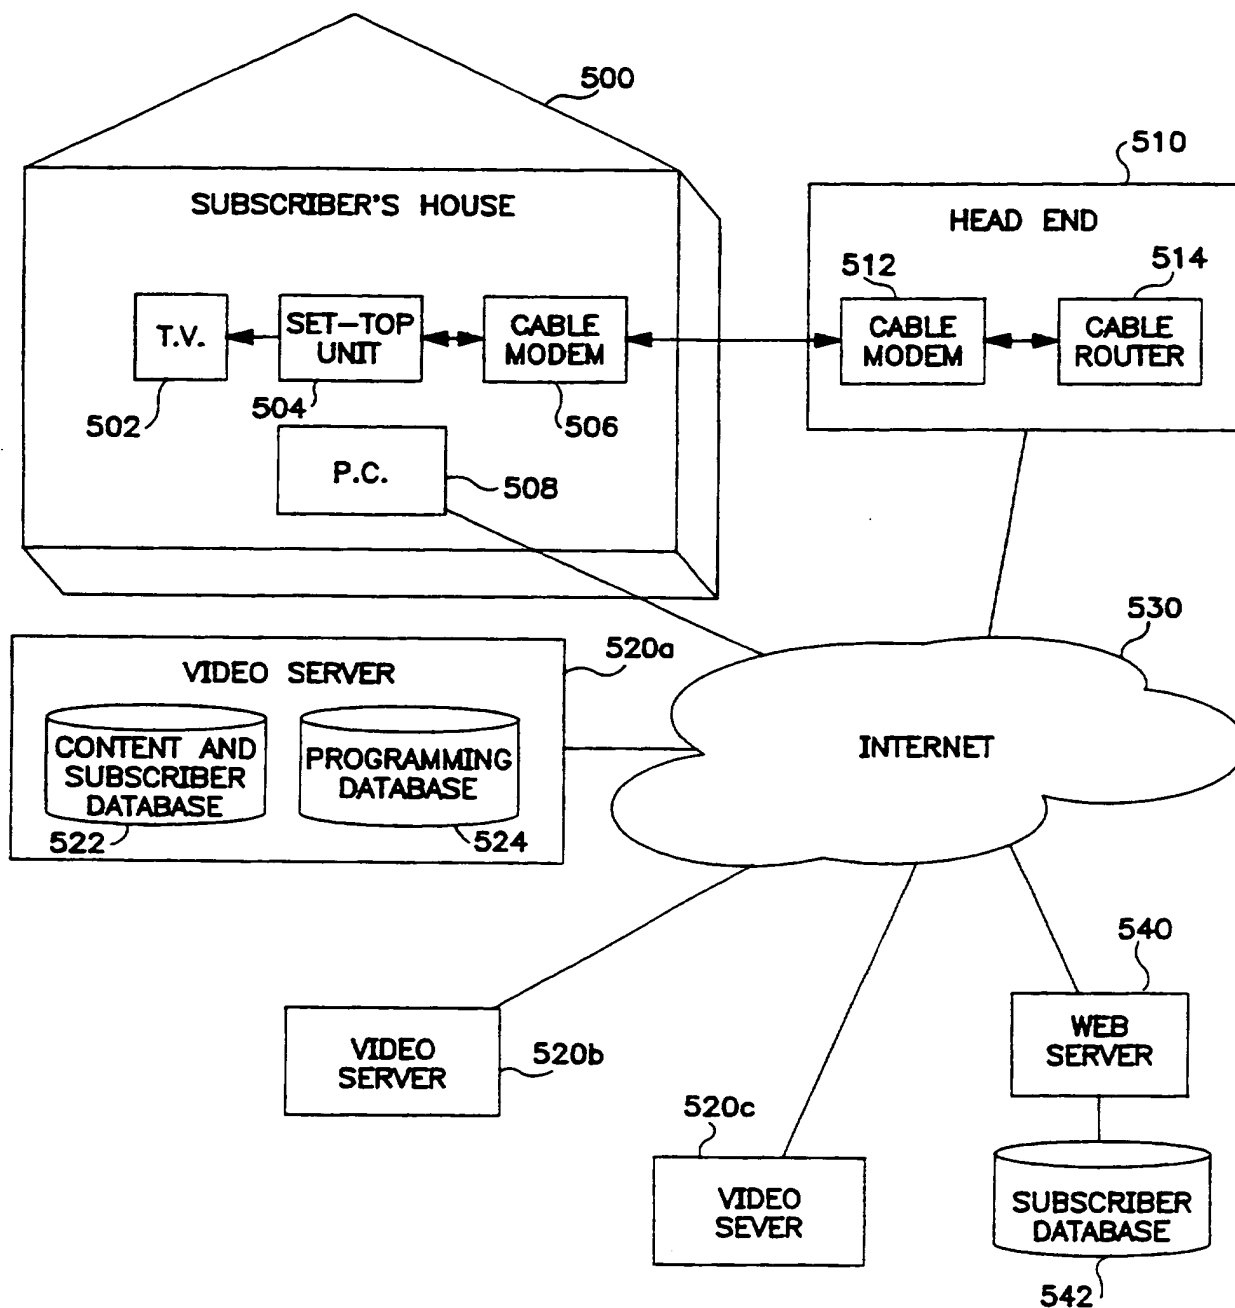 500
SUBSCRIBER'S HOUSE
T.V.
502
SET-TOP
UNIT
504
CABLE
MODEM
506
P.C.
508
510
HEAD END
512
CABLE
MODEM
514
CABLE
ROUTER
520a
VIDEO SERVER
CONTENT AND
SUBSCRIBER
DATABASE
522
PROGRAMMING
DATABASE
524
530
INTERNET
VIDEO
SERVER
520b
520c
VIDEO
SEVER
540
WEB
SERVER
SUBSCRIBER
DATABASE
542